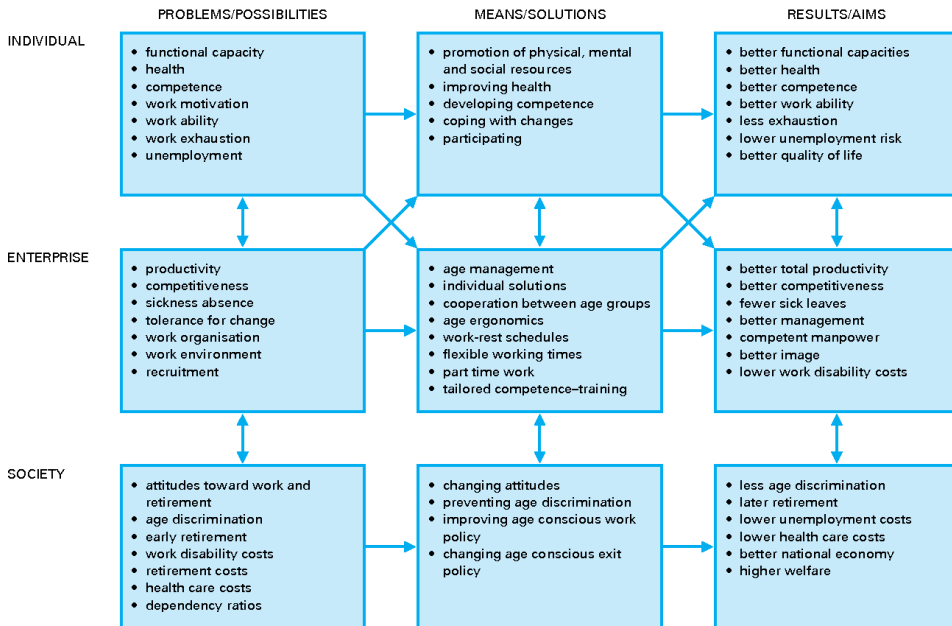 PROBLEMS/POSSIBILITIES
MEANS/SOLUTIONS
RESULTS/AIMS
INDIVIDUAL
• functional capacity
• health
• competence
• work motivation
• work ability
• work exhaustion
• unemployment
• promotion of physical, mental
and social resources
• improving health
• developing competence
• coping with changes
• participating
• better functional capacities
• better health
• better competence
• better work ability
• less exhaustion
• lower unemployment risk
• better quality of life
ENTERPRISE
• productivity
• competitiveness
• sickness absence
• tolerance for change
• work organisation
• work environment
• recruitment
• age management
• individual solutions
• cooperation between age groups
• age ergonomics
• work-rest schedules
• flexible working times
• part time work
• tailored competence–training
• better total productivity
• better competitiveness
• fewer sick leaves
• better management
• competent manpower
• better image
• lower work disability costs
SOCIETY
• attitudes toward work and
retirement
• age discrimination
• early retirement
• work disability costs
• retirement costs
• health care costs
• dependency ratios
• changing attitudes
• preventing age discrimination
• improving age conscious work
policy
• changing age conscious exit
policy
• less age discrimination
• later retirement
• lower unemployment costs
• lower health care costs
• better national economy
• higher welfare